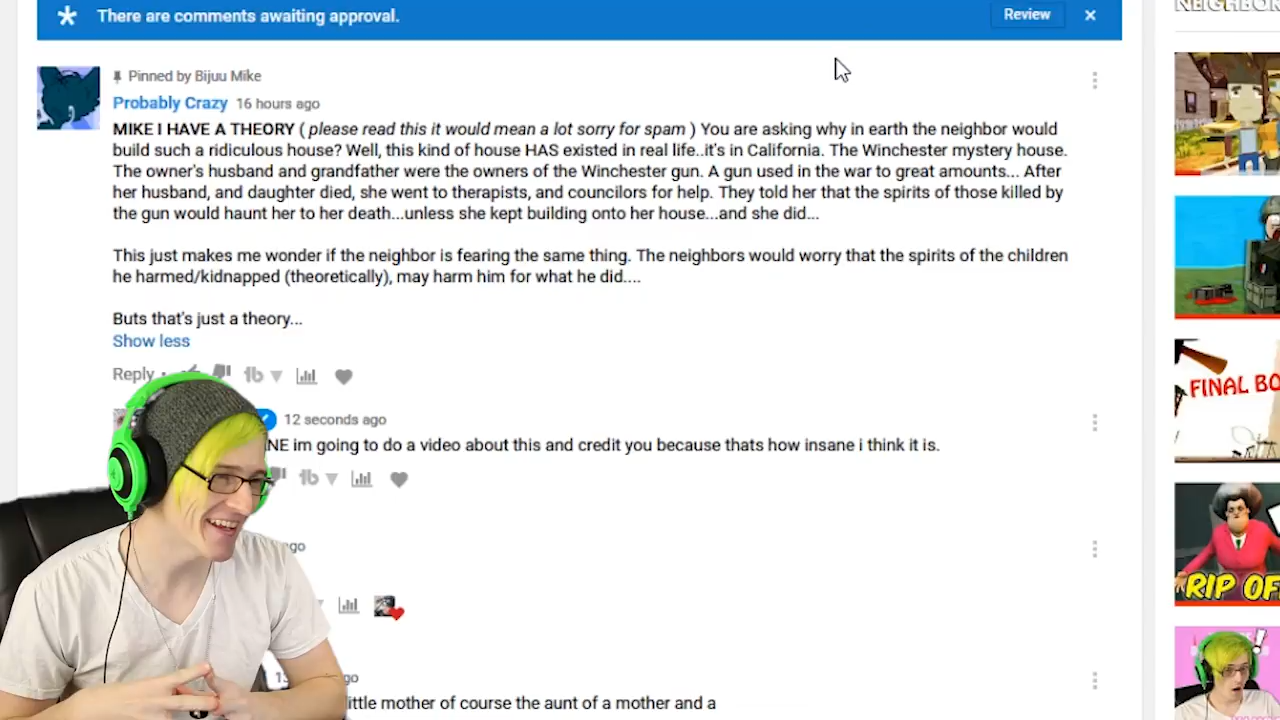 There are comments awaiting approval.
Review
NEIGHBOR
Pinned by Bijuu Mike
Probably Crazy 16 hours ago
MIKE I HAVE A THEORY ( please read this it would mean a lot sorry for spam ) You are asking why in earth the neighbor would
build such a ridiculous house? Well, this kind of house HAS existed in real life..it's in California. The Winchester mystery house.
The owner's husband and grandfather were the owners of the Winchester gun. A gun used in the war to great amounts... After
her husband, and daughter died, she went to therapists, and councilors for help. They told her that the spirits of those killed by
the gun would haunt her to her death...unless she kept building onto her house...and she did...
This just makes me wonder if the neighbor is fearing the same thing. The neighbors would worry that the spirits of the children
he harmed/kidnapped (theoretically), may harm him for what he did....
Buts that's just a theory...
Show less
Reply
tb
FINAL BO
12 seconds ago
NE im going to do a video about this and credit you because thats how insane i think it is.
tb
ago
RIP OF
13 go
ittle mother of course the aunt of a mother and a